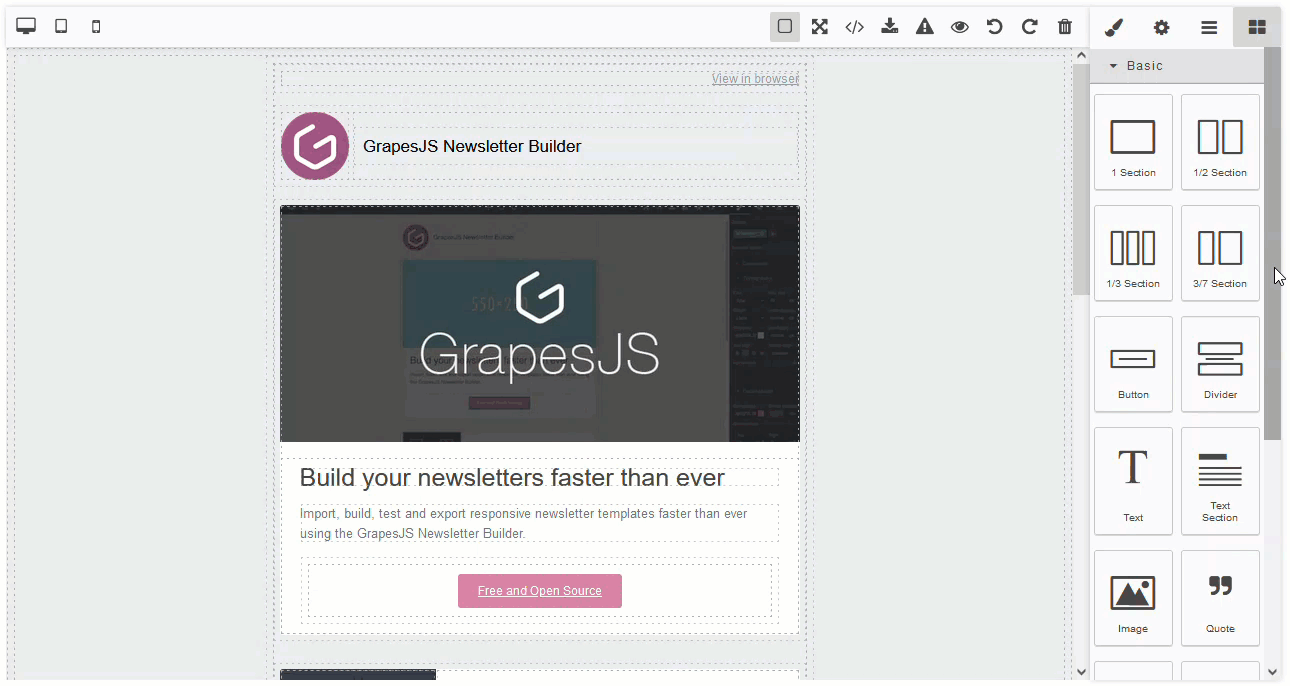 Basic
View in browser
GrapesJS Newsletter Builder
GrapesJS
Build your newsletters faster than ever
Import, build, test and export responsive newsletter templates faster than ever
using the GrapesJS Newsletter Builder.
Free and Open Source
1 Section
1/2 Section
1/3 Section
3/7 Section
Button
Divider
Text
Text
Section
Image
Quote